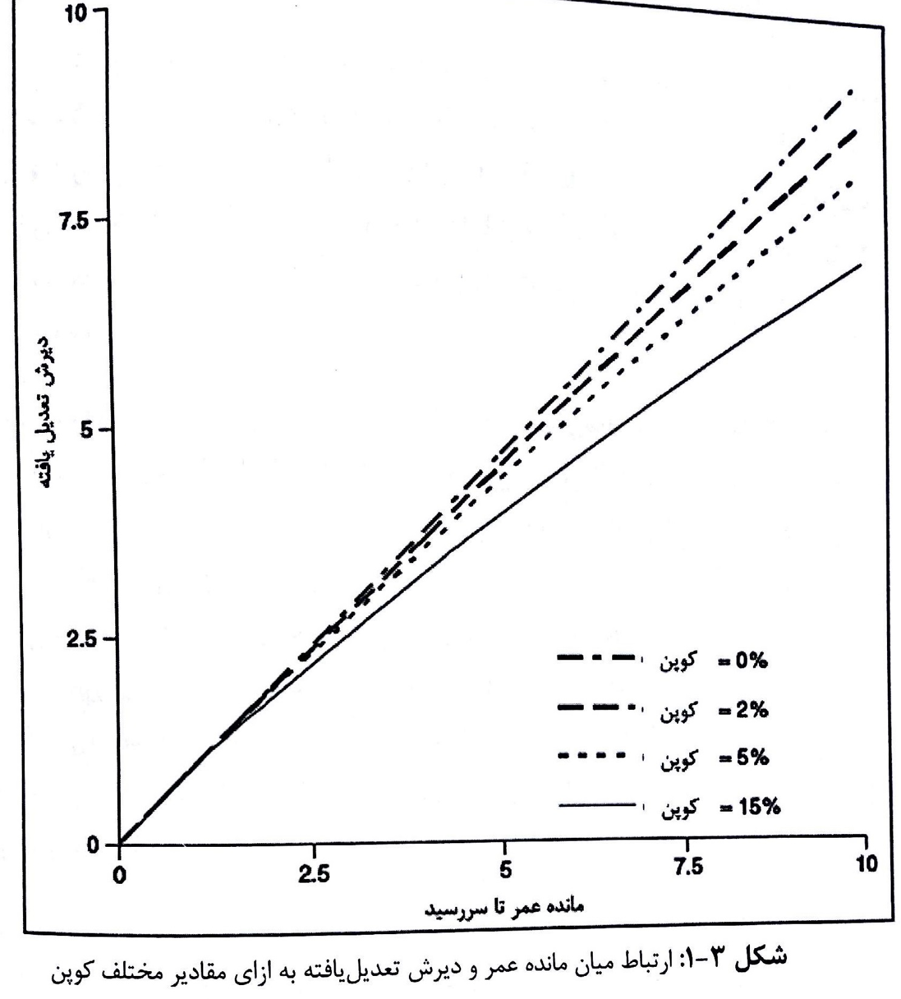 10
7.5
5
2.5
0
دیرش تعدیل یافته
کوپن = 0%
کوپن = 2%
کوپن = 5%
کوپن = 15%
0 2.5 5 7.5 10
مانده عمر تا سررسید
شکل ۳-۱: ارتباط میان مانده عمر و دیرش تعدیل‌یافته به ازای مقادیر مختلف کوپن